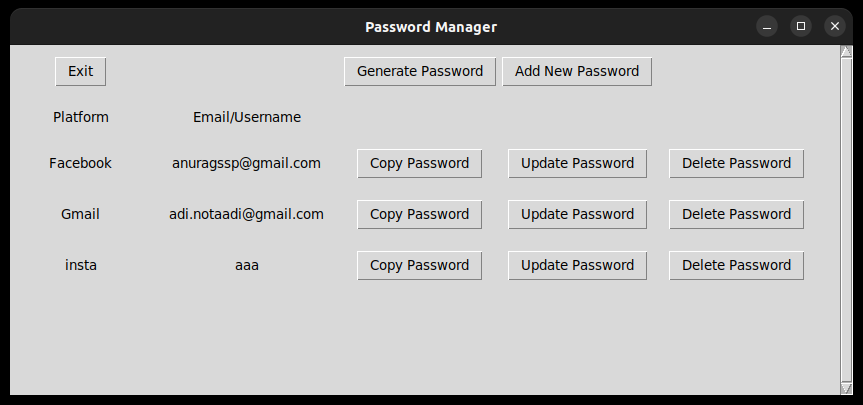 Password Manager
Exit Generate Password Add New Password
Platform Email/Username
Facebook anuragssp@gmail.com Copy Password Update Password Delete Password
Gmail adi.notaadi@gmail.com Copy Password Update Password Delete Password
insta aaa Copy Password Update Password Delete Password